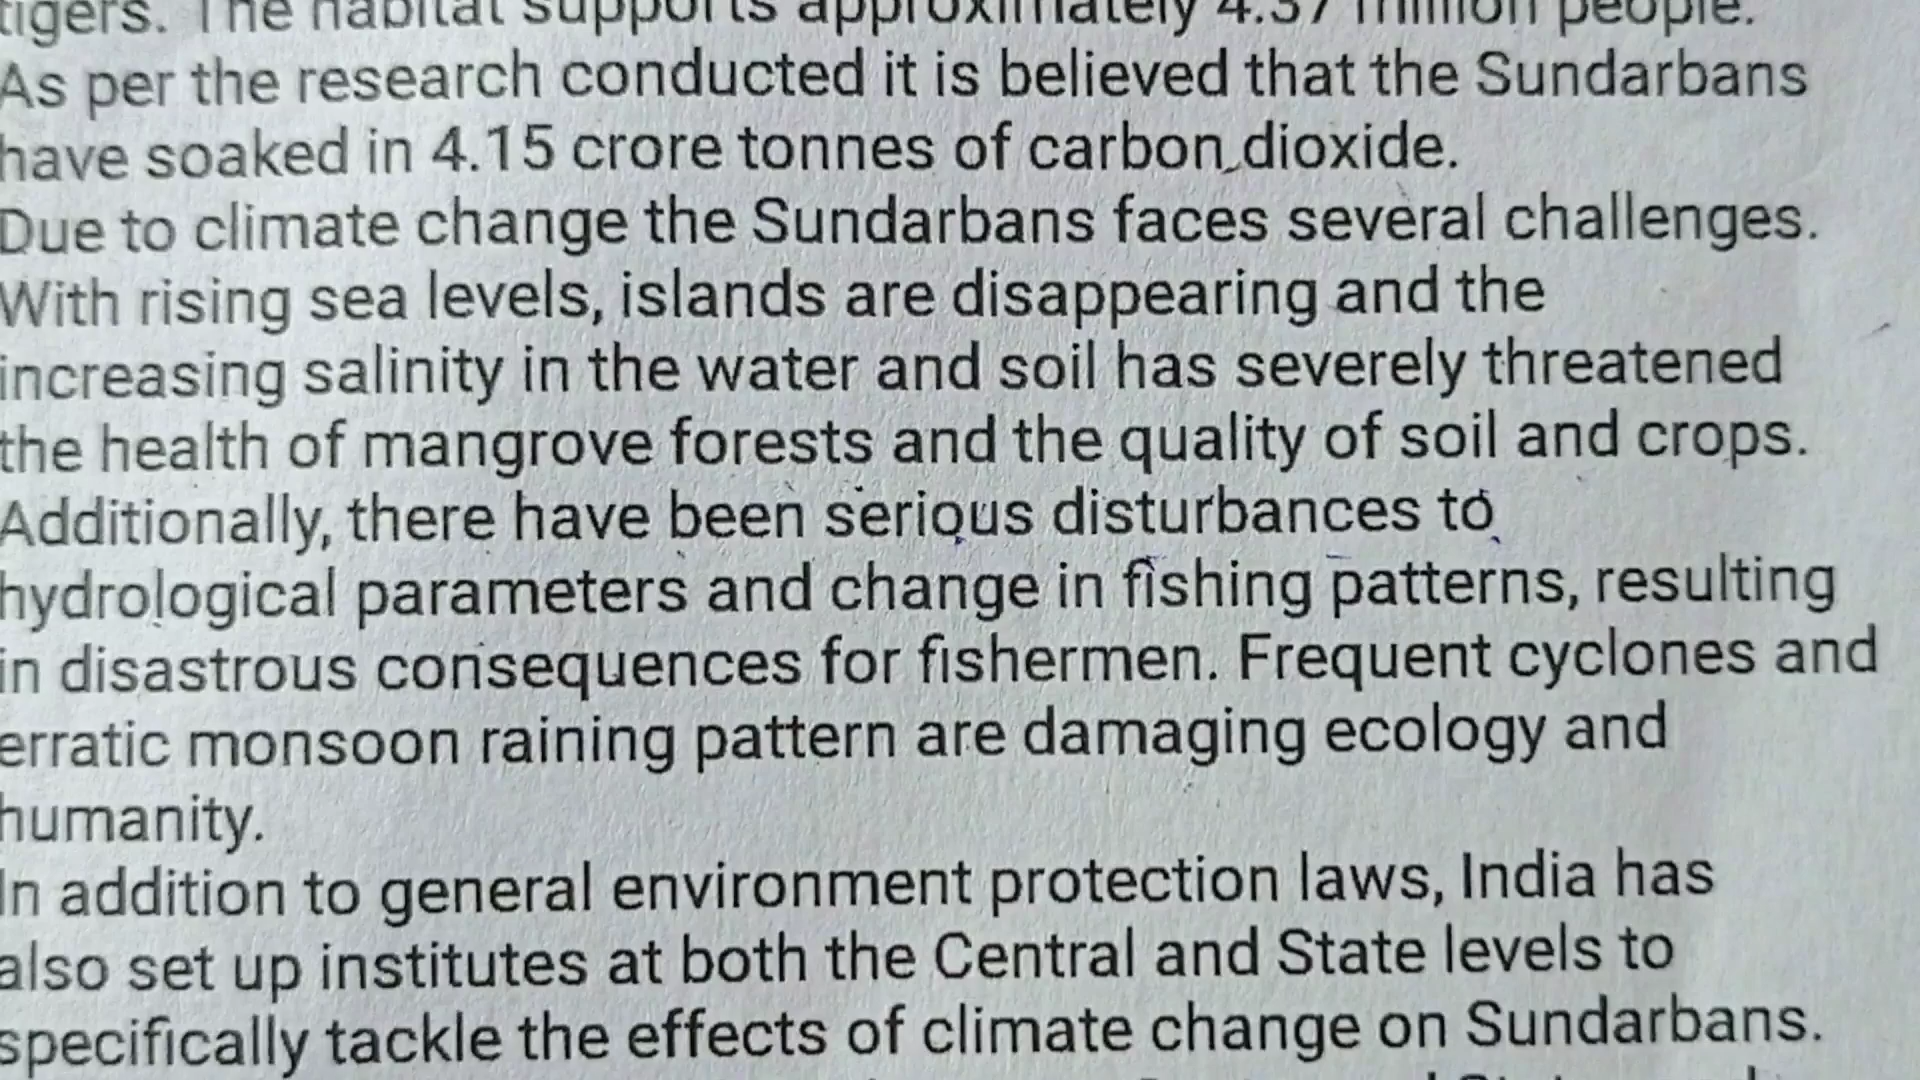 tigers. The habitat supports approximately 4.37 million people.
As per the research conducted it is believed that the Sundarbans
have soaked in 4.15 crore tonnes of carbon dioxide.
Due to climate change the Sundarbans faces several challenges.
With rising sea levels, islands are disappearing and the
increasing salinity in the water and soil has severely threatened
the health of mangrove forests and the quality of soil and crops.
Additionally, there have been serious disturbances to
hydrological parameters and change in fishing patterns, resulting
in disastrous consequences for fishermen. Frequent cyclones and
erratic monsoon raining pattern are damaging ecology and
humanity.
In addition to general environment protection laws, India has
also set up institutes at both the Central and State levels to
specifically tackle the effects of climate change on Sundarbans.